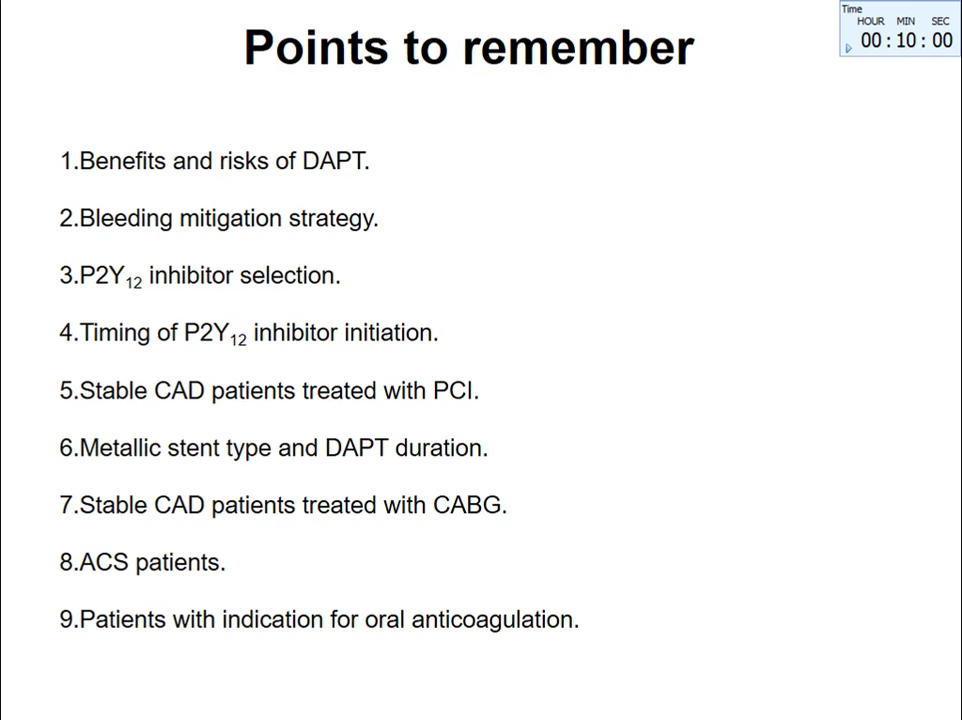 Points to remember
Time
HOUR MIN SEC
00 : 10 : 00
1.Benefits and risks of DAPT.
2.Bleeding mitigation strategy.
3.P2Y₁₂ inhibitor selection.
4.Timing of P2Y₁₂ inhibitor initiation.
5.Stable CAD patients treated with PCI.
6.Metallic stent type and DAPT duration.
7.Stable CAD patients treated with CABG.
8.ACS patients.
9.Patients with indication for oral anticoagulation.